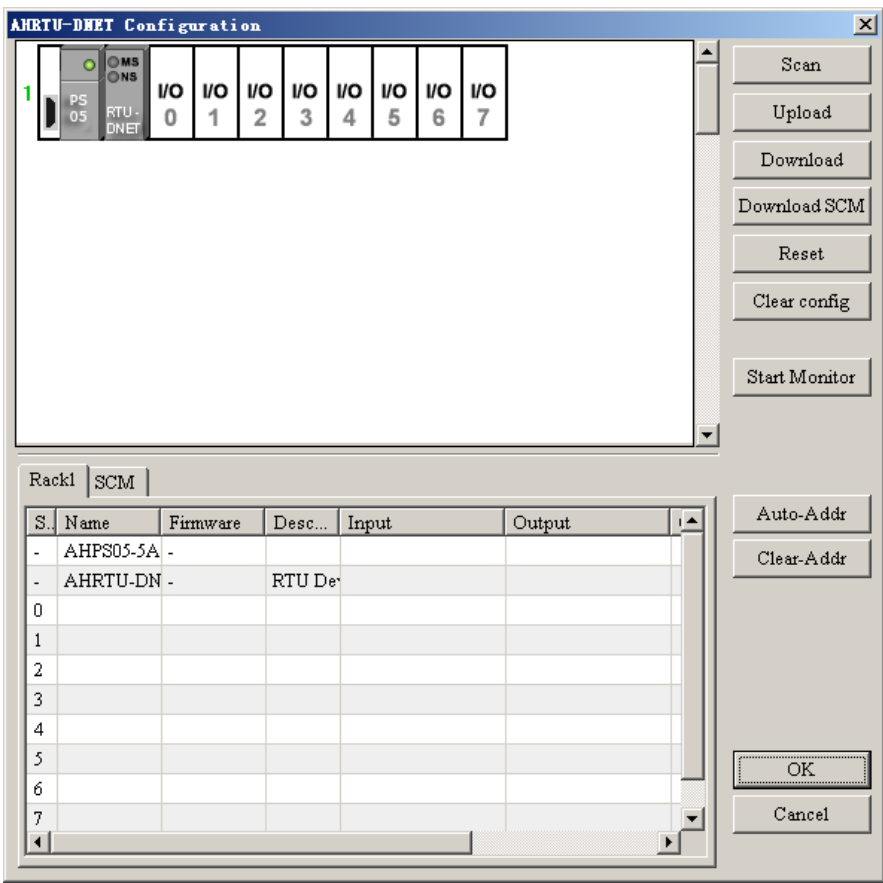 AHRTU-DNET Configuration
1
PS
05
MS
NS
RTU-
DNET
I/O
0
I/O
1
I/O
2
I/O
3
I/O
4
I/O
5
I/O
6
I/O
7
Scan
Upload
Download
Download SCM
Reset
Clear config
Start Monitor
Rack1 SCM
S.. Name Firmware Desc... Input Output
- AHPS05-5A -
- AHRTU-DN - RTU De
0
1
2
3
4
5
6
7
Auto-Addr
Clear-Addr
OK
Cancel